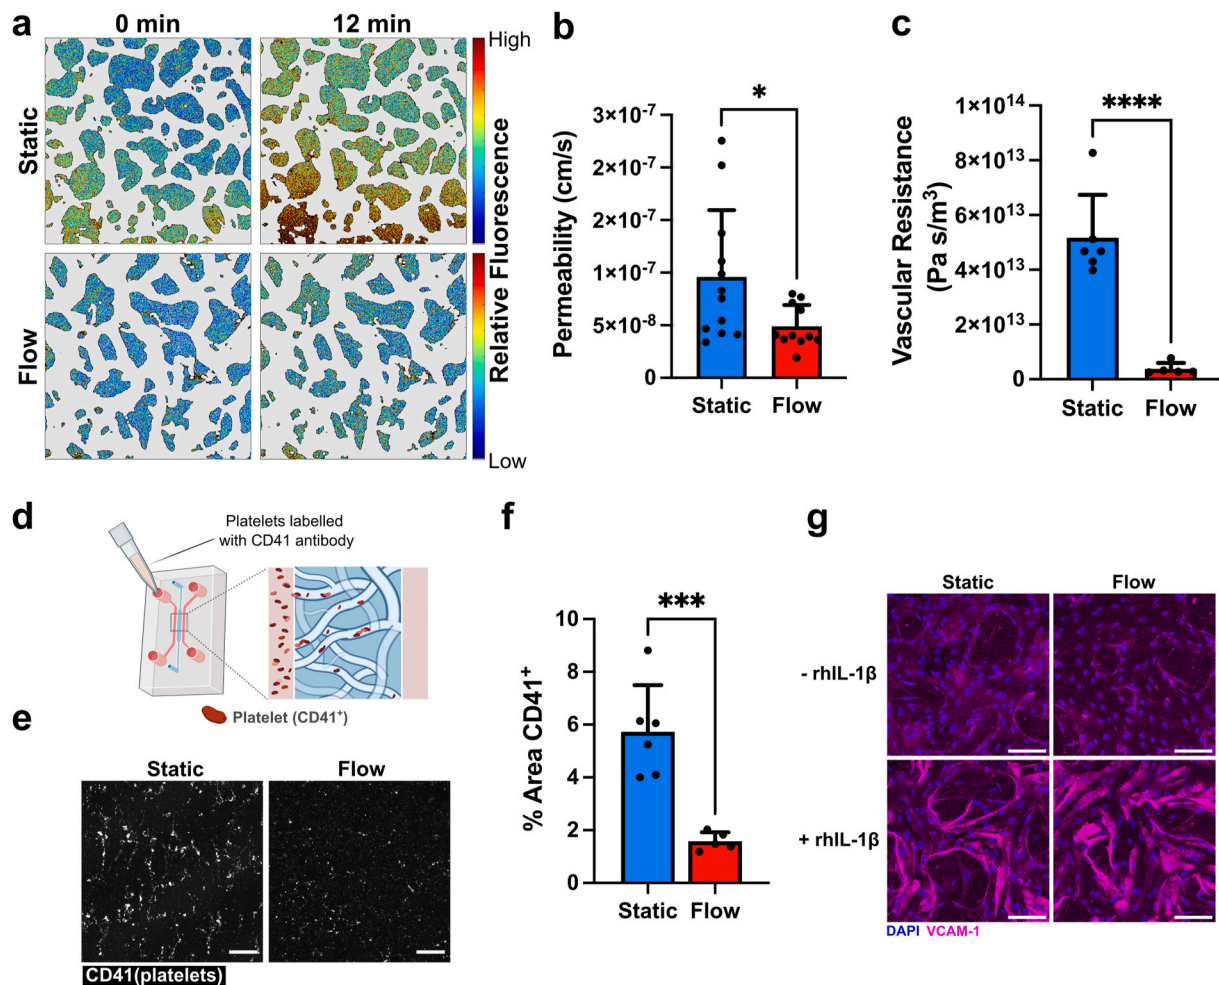 a
0 min
12 min
Static
Flow
High
Relative Fluorescence
Low
b
*
Permeability (cm/s)
3×10⁻⁷
2×10⁻⁷
2×10⁻⁷
1×10⁻⁷
5×10⁻⁸
0
Static
Flow
c
****
Vascular Resistance
(Pa s/m³)
1×10¹⁴
8×10¹³
6×10¹³
4×10¹³
2×10¹³
0
Static
Flow
d
Platelets labelled
with CD41 antibody
Platelet (CD41⁺)
e
Static
Flow
CD41(platelets)
f
***
% Area CD41⁺
10
8
6
4
2
0
Static
Flow
g
Static
Flow
- rhIL-1β
+ rhIL-1β
DAPI VCAM-1